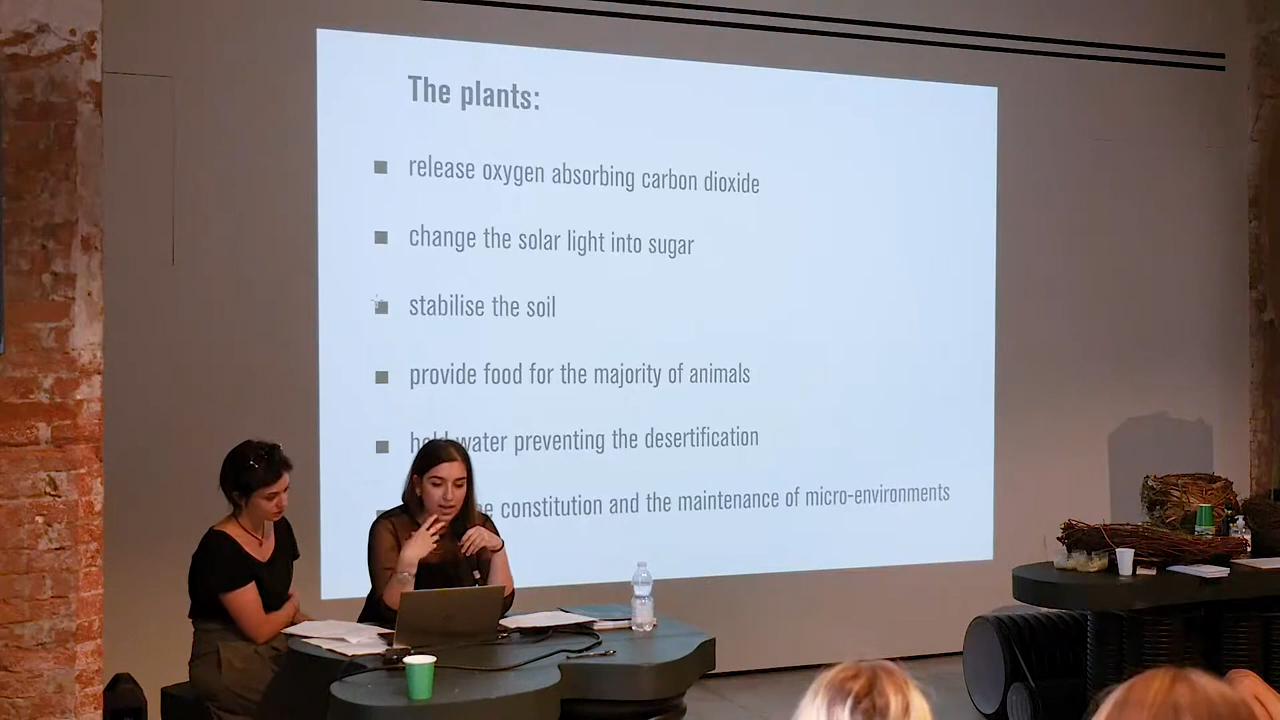 The plants:
release oxygen absorbing carbon dioxide
change the solar light into sugar
stabilise the soil
provide food for the majority of animals
hold water preventing the desertification
constitution and the maintenance of micro-environments